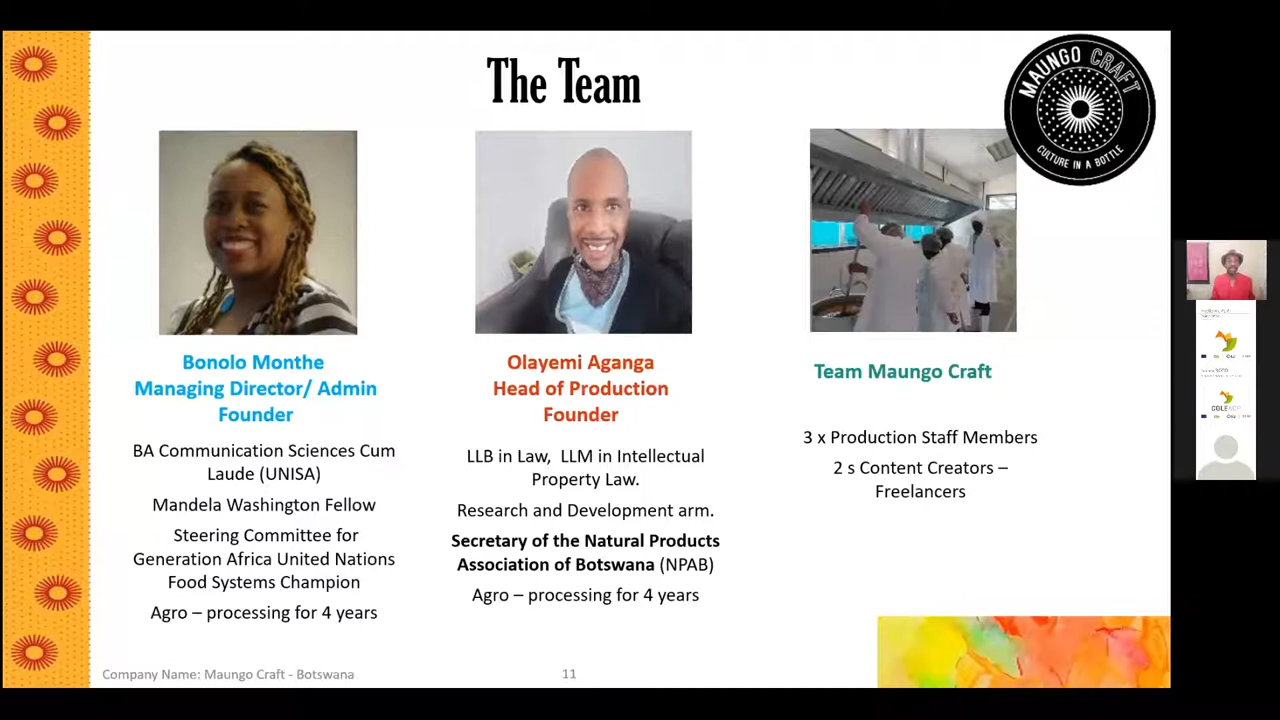 The Team
MAUNGO CRAFT
CULTURE IN A BOTTLE
Bonolo Monthe
Managing Director/ Admin
Founder
BA Communication Sciences Cum
Laude (UNISA)
Mandela Washington Fellow
Steering Committee for
Generation Africa United Nations
Food Systems Champion
Agro – processing for 4 years
Olayemi Aganga
Head of Production
Founder
LLB in Law, LLM in Intellectual
Property Law.
Research and Development arm.
Secretary of the Natural Products
Association of Botswana (NPAB)
Agro – processing for 4 years
Team Maungo Craft
3 x Production Staff Members
2 s Content Creators –
Freelancers
Company Name: Maungo Craft - Botswana
11